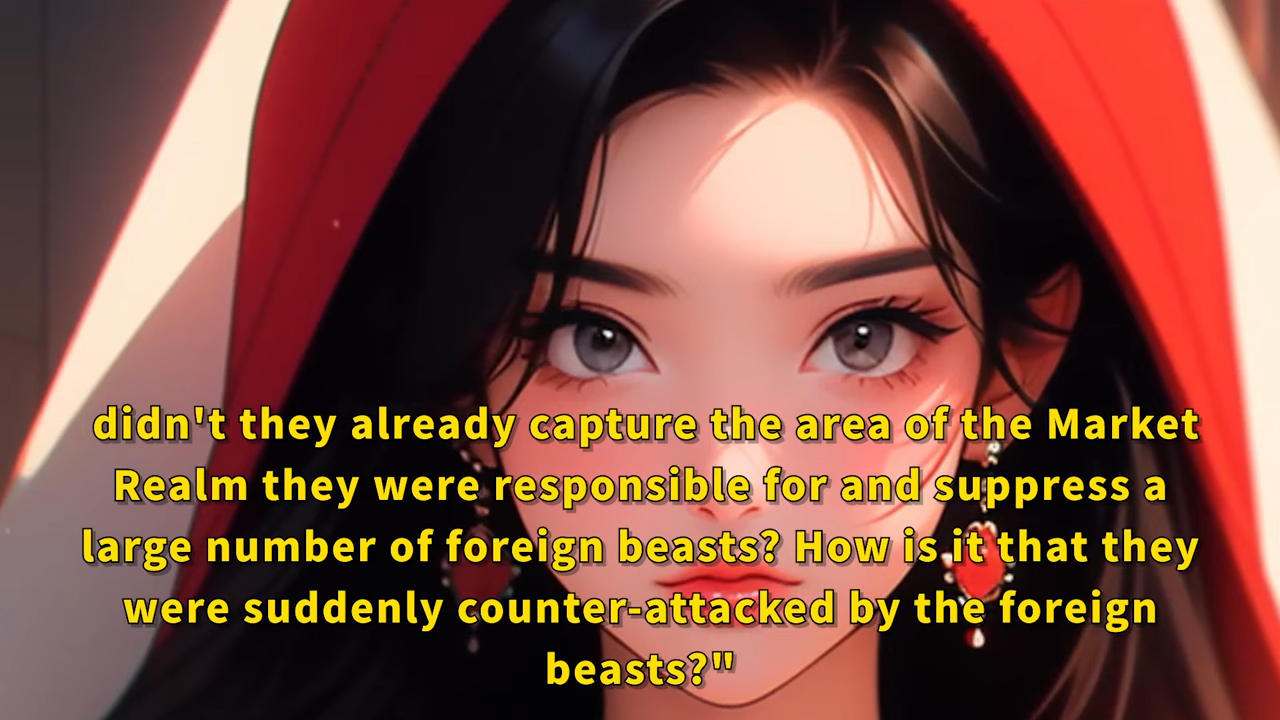 didn't they already capture the area of the Market
Realm they were responsible for and suppress a
large number of foreign beasts? How is it that they
were suddenly counter-attacked by the foreign
beasts?"